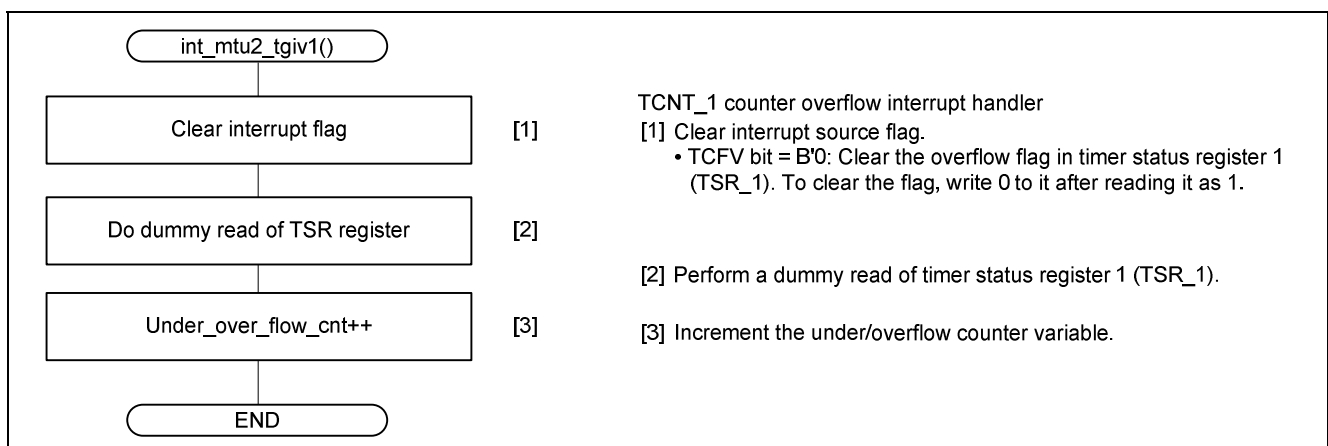 int_mtu2_tgiv1()
Clear interrupt flag
[1]
Do dummy read of TSR register
[2]
Under_over_flow_cnt++
[3]
END
TCNT_1 counter overflow interrupt handler
[1] Clear interrupt source flag.
• TCFV bit = B'0: Clear the overflow flag in timer status register 1
(TSR_1). To clear the flag, write 0 to it after reading it as 1.
[2] Perform a dummy read of timer status register 1 (TSR_1).
[3] Increment the under/overflow counter variable.